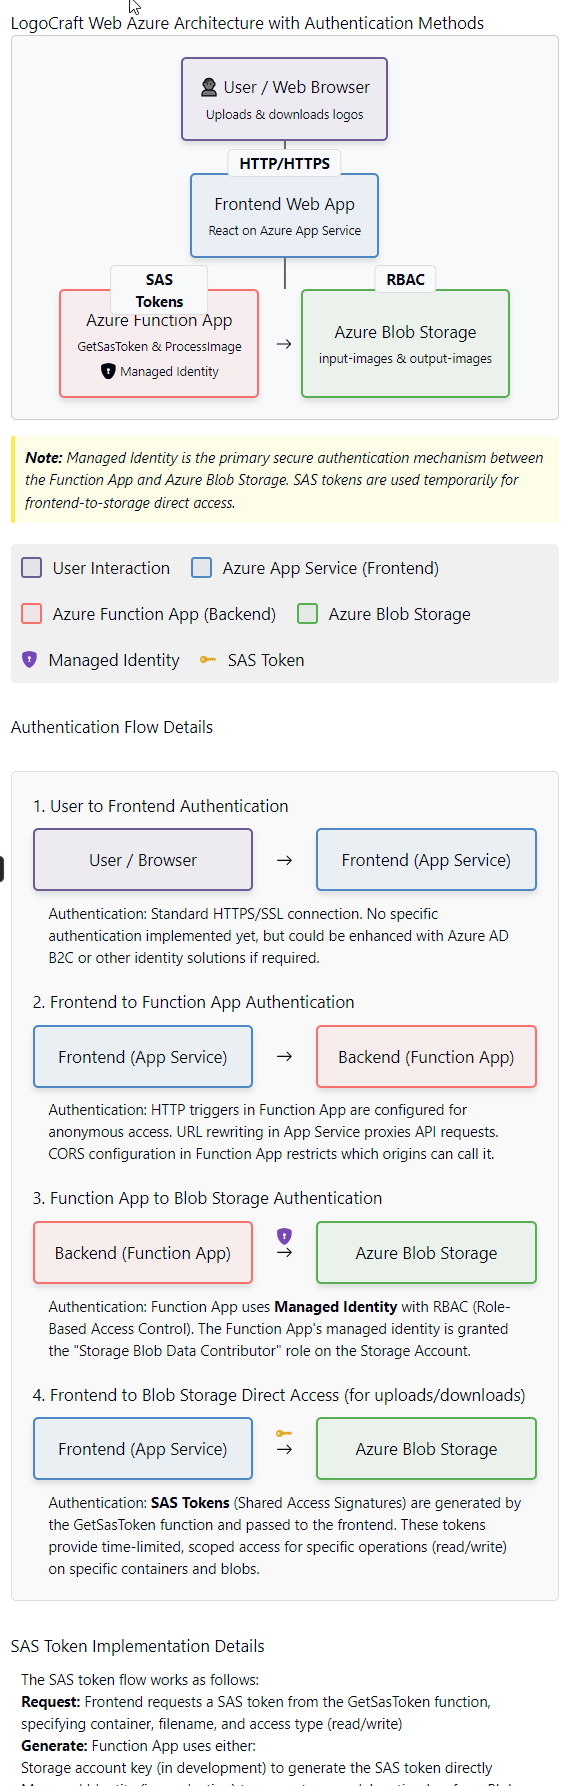 LogoCraft Web Azure Architecture with Authentication Methods
User / Web Browser
Uploads & downloads logos
HTTP/HTTPS
Frontend Web App
React on Azure App Service
SAS
Tokens
Azure Function App
GetSasToken & ProcessImage
Managed Identity
→
RBAC
Azure Blob Storage
input-images & output-images
Note: Managed Identity is the primary secure authentication mechanism between
the Function App and Azure Blob Storage. SAS tokens are used temporarily for
frontend-to-storage direct access.
User Interaction
Azure App Service (Frontend)
Azure Function App (Backend)
Azure Blob Storage
Managed Identity
SAS Token
Authentication Flow Details
1. User to Frontend Authentication
User / Browser → Frontend (App Service)
Authentication: Standard HTTPS/SSL connection. No specific
authentication implemented yet, but could be enhanced with Azure AD
B2C or other identity solutions if required.
2. Frontend to Function App Authentication
Frontend (App Service) → Backend (Function App)
Authentication: HTTP triggers in Function App are configured for
anonymous access. URL rewriting in App Service proxies API requests.
CORS configuration in Function App restricts which origins can call it.
3. Function App to Blob Storage Authentication
Backend (Function App) → Azure Blob Storage
Authentication: Function App uses Managed Identity with RBAC (Role-
Based Access Control). The Function App's managed identity is granted
the "Storage Blob Data Contributor" role on the Storage Account.
4. Frontend to Blob Storage Direct Access (for uploads/downloads)
Frontend (App Service) → Azure Blob Storage
Authentication: SAS Tokens (Shared Access Signatures) are generated by
the GetSasToken function and passed to the frontend. These tokens
provide time-limited, scoped access for specific operations (read/write)
on specific containers and blobs.
SAS Token Implementation Details
The SAS token flow works as follows:
Request: Frontend requests a SAS token from the GetSasToken function,
specifying container, filename, and access type (read/write)
Generate: Function App uses either:
Storage account key (in development) to generate the SAS token directly